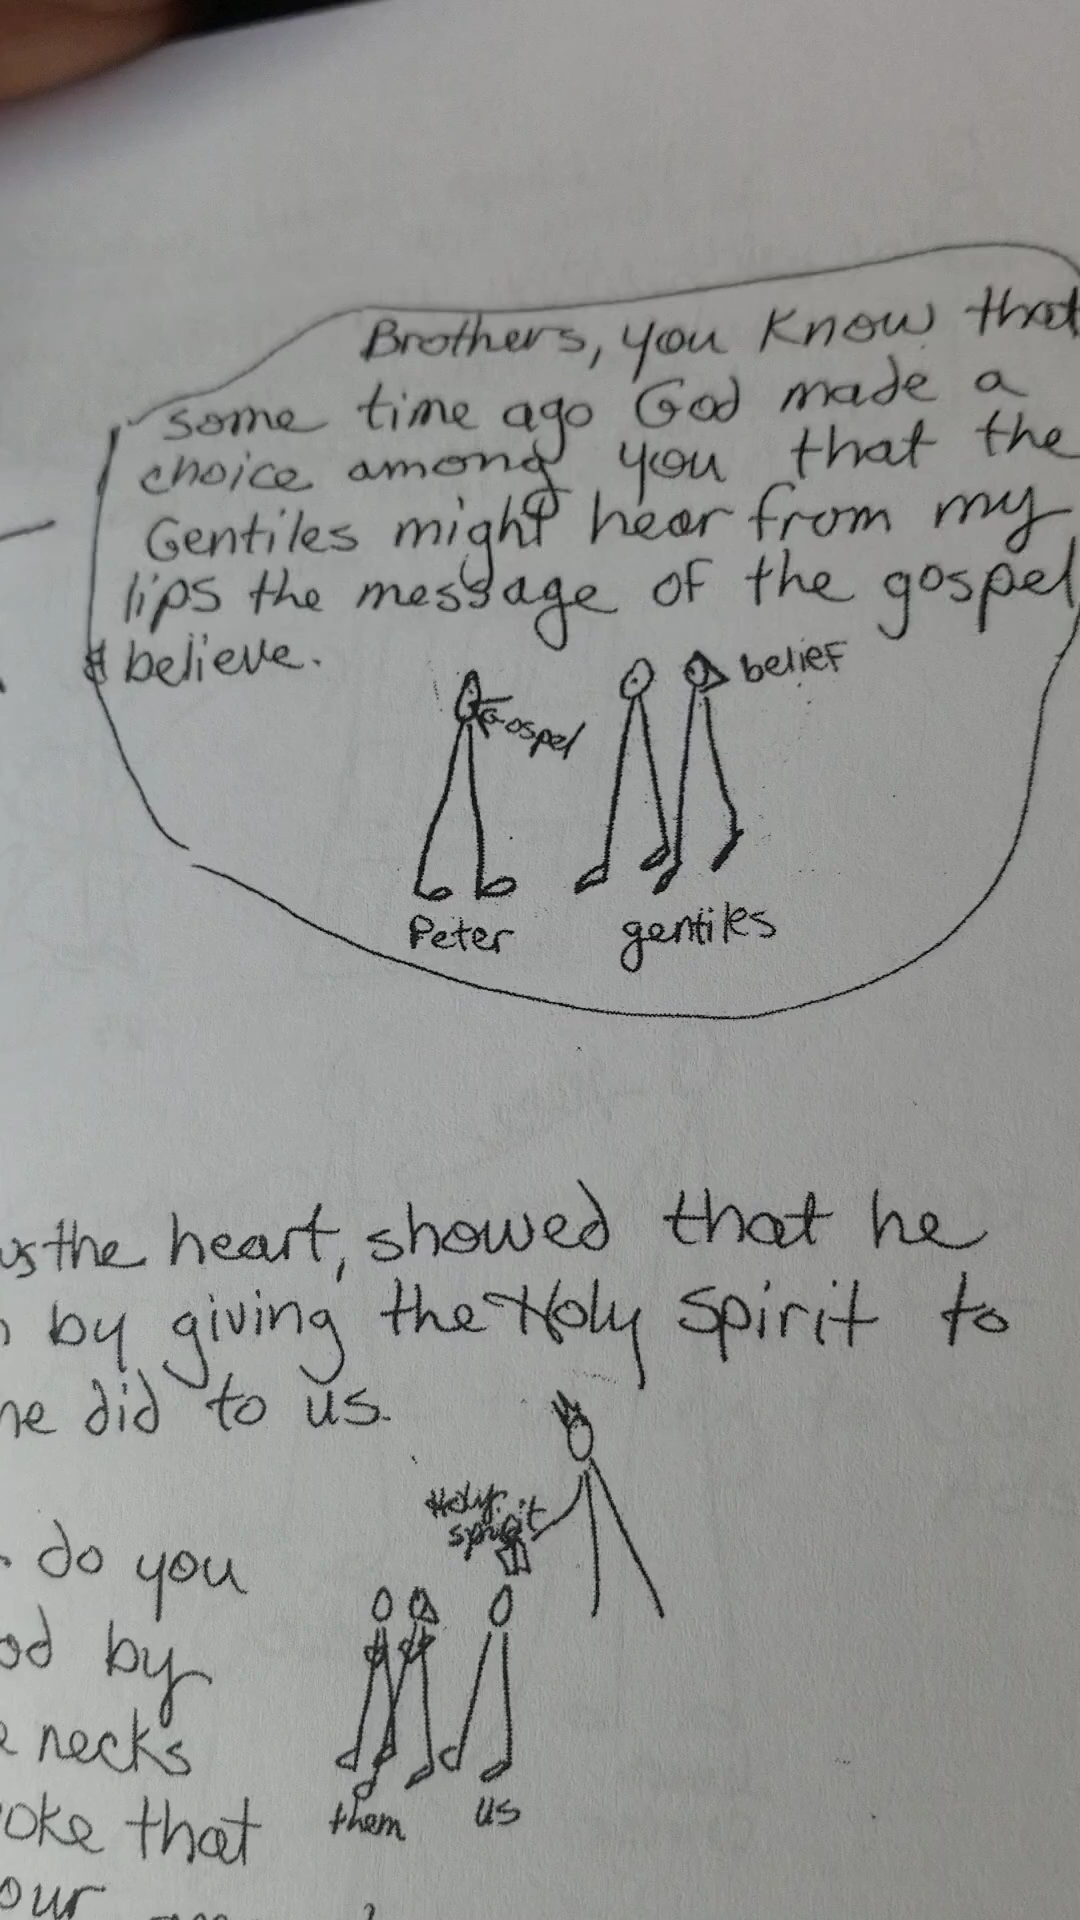 Brothers, you know that
some time ago God made a
choice among you that the
Gentiles might hear from my
lips the message of the gospel
& believe.
belief
Gospel
Peter
gentiles
the heart, showed that he
by giving the Holy Spirit to
did to us.
Holy
spirit
do you
by
necks
that
our
them
us